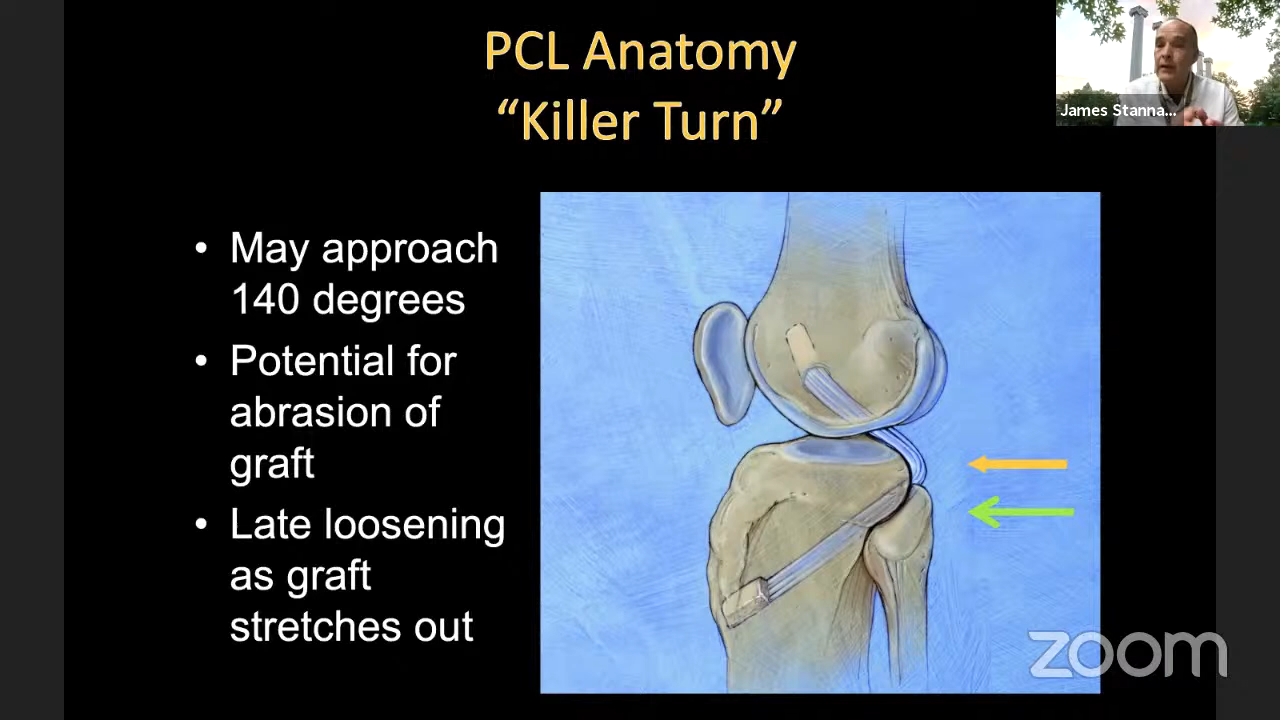 PCL Anatomy
“Killer Turn”
James Stanna...
• May approach
140 degrees
• Potential for
abrasion of
graft
• Late loosening
as graft
stretches out
zoom